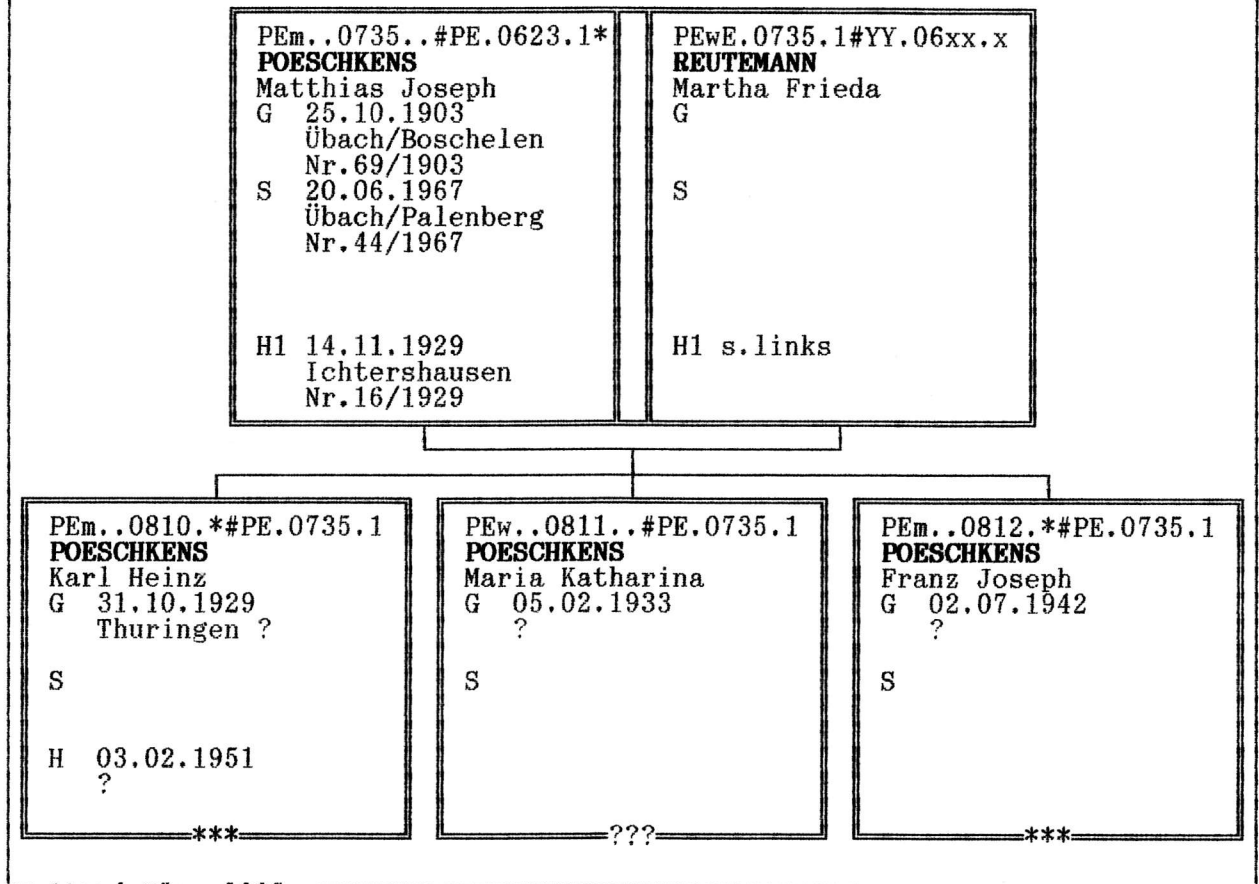 PEm..0735..#PE.0623.1*
POESCHKENS
Matthias Joseph
G 25.10.1903
Übach/Boschelen
Nr.69/1903
S 20.06.1967
Übach/Palenberg
Nr.44/1967
H1 14.11.1929
Ichtershausen
Nr.16/1929
PEwE.0735.1#YY.06xx.x
REUTEMANN
Martha Frieda
G
S
H1 s.links
PEm..0810.*#PE.0735.1
POESCHKENS
Karl Heinz
G 31.10.1929
Thuringen ?
S
H 03.02.1951
?
***
PEw..0811..#PE.0735.1
POESCHKENS
Maria Katharina
G 05.02.1933
?
S
???
PEm..0812.*#PE.0735.1
POESCHKENS
Franz Joseph
G 02.07.1942
?
S
***